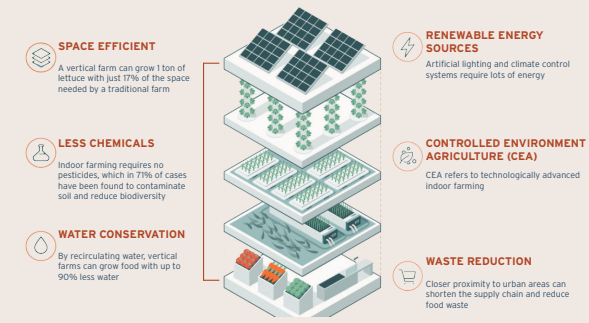 SPACE EFFICIENT
A vertical farm can grow 1 ton of
lettuce with just 17% of the space
needed by a traditional farm
LESS CHEMICALS
Indoor farming requires no
pesticides, which in 71% of cases
have been found to contaminate
soil and reduce biodiversity
WATER CONSERVATION
By recirculating water, vertical
farms can grow food with up to
90% less water
RENEWABLE ENERGY
SOURCES
Artificial lighting and climate control
systems require lots of energy
CONTROLLED ENVIRONMENT
AGRICULTURE (CEA)
CEA refers to technologically advanced
indoor farming
WASTE REDUCTION
Closer proximity to urban areas can
shorten the supply chain and reduce
food waste